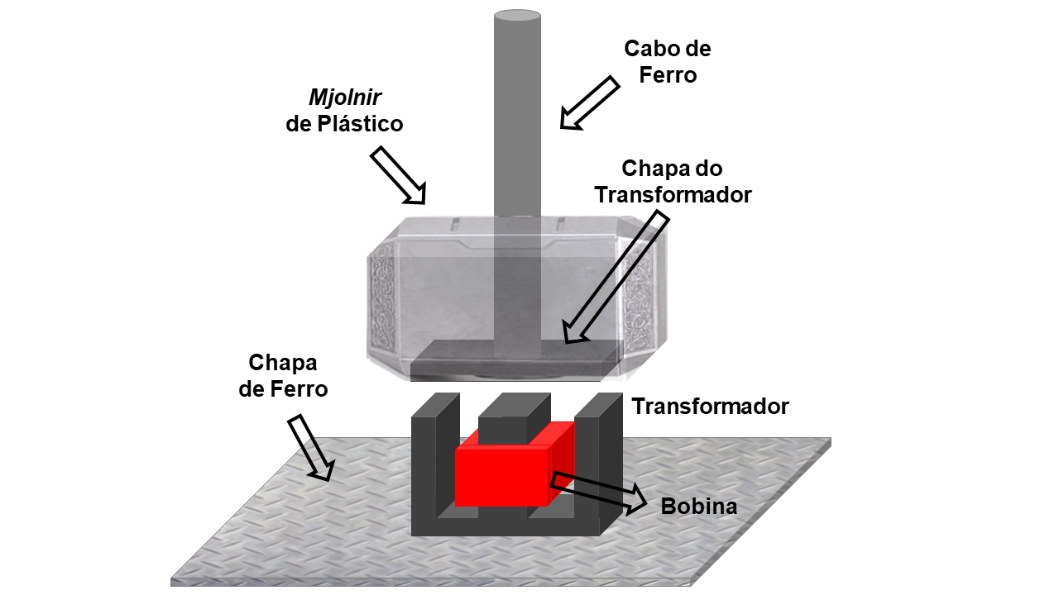 Cabo de
Ferro
Mjolnir
de Plástico
Chapa do
Transformador
Chapa
de Ferro
Transformador
Bobina